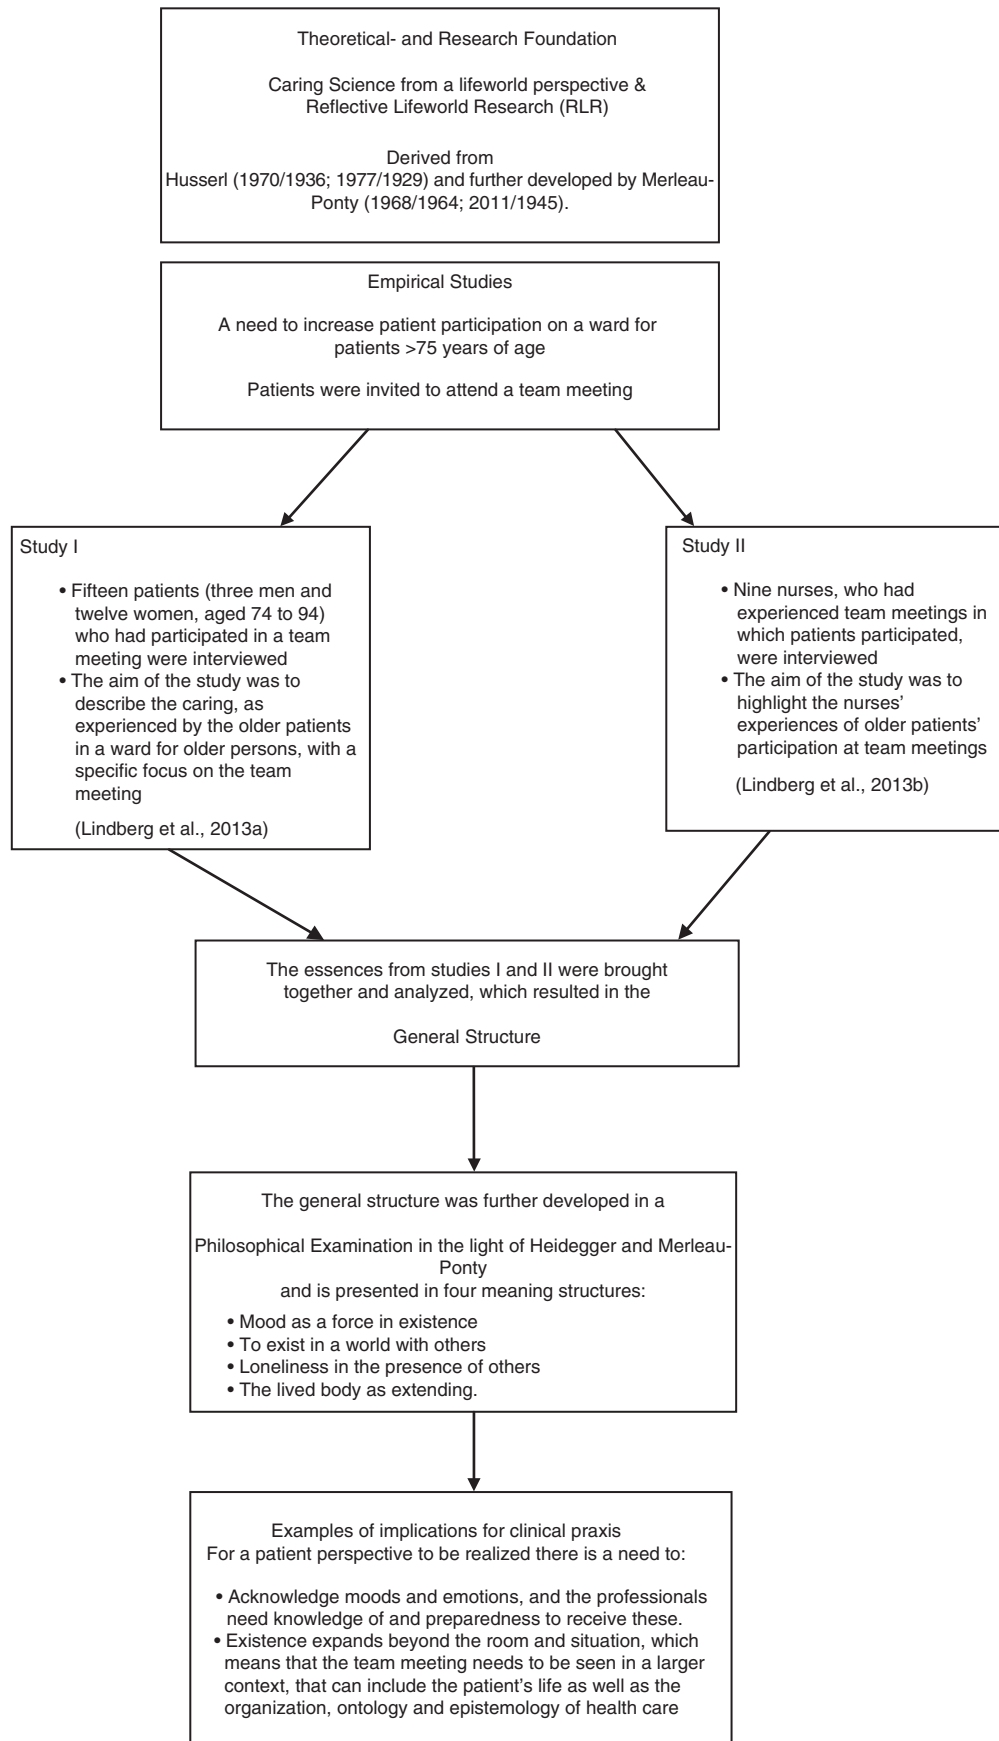 Theoretical- and Research Foundation
Caring Science from a lifeworld perspective &
Reflective Lifeworld Research (RLR)
Derived from
Husserl (1970/1936; 1977/1929) and further developed by Merleau-
Ponty (1968/1964; 2011/1945).
Empirical Studies
A need to increase patient participation on a ward for
patients >75 years of age
Patients were invited to attend a team meeting
Study I
• Fifteen patients (three men and
twelve women, aged 74 to 94)
who had participated in a team
meeting were interviewed
• The aim of the study was to
describe the caring, as
experienced by the older patients
in a ward for older persons, with a
specific focus on the team
meeting
(Lindberg et al., 2013a)
Study II
• Nine nurses, who had
experienced team meetings in
which patients participated,
were interviewed
• The aim of the study was to
highlight the nurses’
experiences of older patients’
participation at team meetings
(Lindberg et al., 2013b)
The essences from studies I and II were brought
together and analyzed, which resulted in the
General Structure
The general structure was further developed in a
Philosophical Examination in the light of Heidegger and Merleau-
Ponty
and is presented in four meaning structures:
• Mood as a force in existence
• To exist in a world with others
• Loneliness in the presence of others
• The lived body as extending.
Examples of implications for clinical praxis
For a patient perspective to be realized there is a need to:
• Acknowledge moods and emotions, and the professionals
need knowledge of and preparedness to receive these.
• Existence expands beyond the room and situation, which
means that the team meeting needs to be seen in a larger
context, that can include the patient’s life as well as the
organization, ontology and epistemology of health care